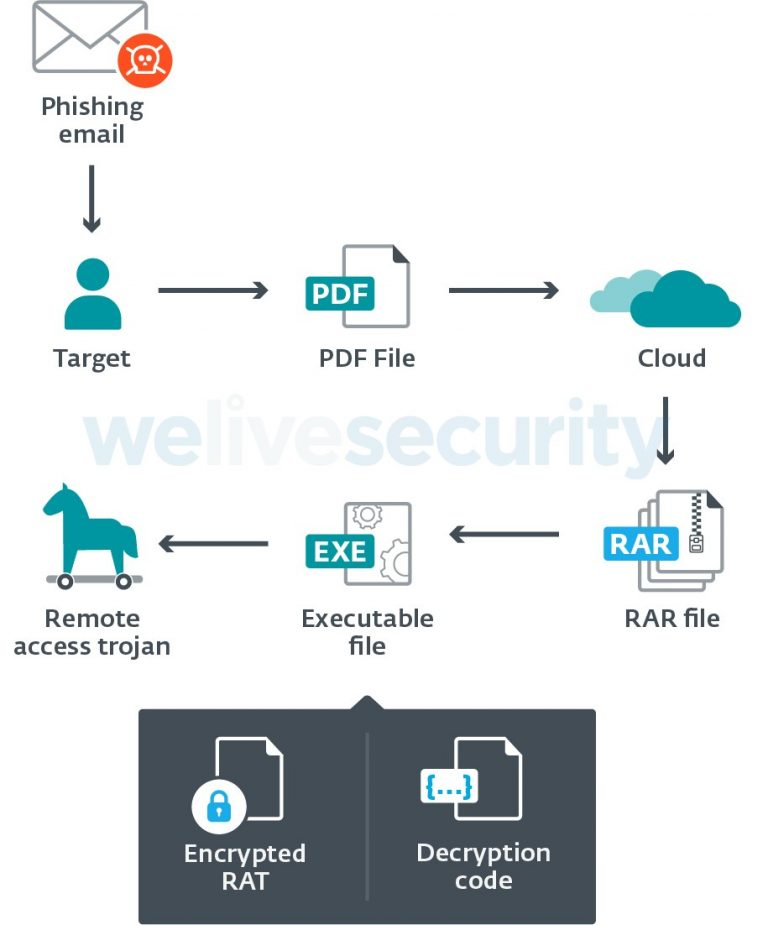 Phishing
email
Target
PDF
PDF File
Cloud
welivesecurity
Remote
access trojan
EXE
Executable
file
RAR
RAR file
Encrypted
RAT
{...}
Decryption
code